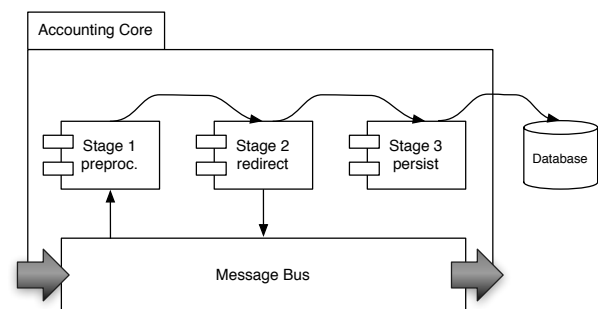 Accounting Core
Stage 1
preproc.
Stage 2
redirect
Stage 3
persist
Database
Message Bus